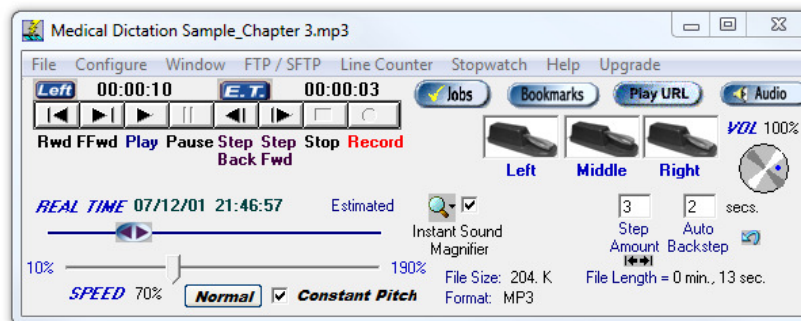 Medical Dictation Sample_Chapter 3.mp3
File Configure Window FTP / SFTP Line Counter Stopwatch Help Upgrade
Left 00:00:10 E.T. 00:00:03 Jobs Bookmarks Play URL Audio
Rwd FFwd Play Pause Step Back Step Fwd Stop Record
VOL 100%
Left Middle Right
REAL TIME 07/12/01 21:46:57 Estimated
Instant Sound Magnifier
3 Step Amount
2 Auto Backstep
secs.
10% 190%
File Size: 204. K File Length = 0 min., 13 sec.
SPEED 70% Normal Constant Pitch Format: MP3